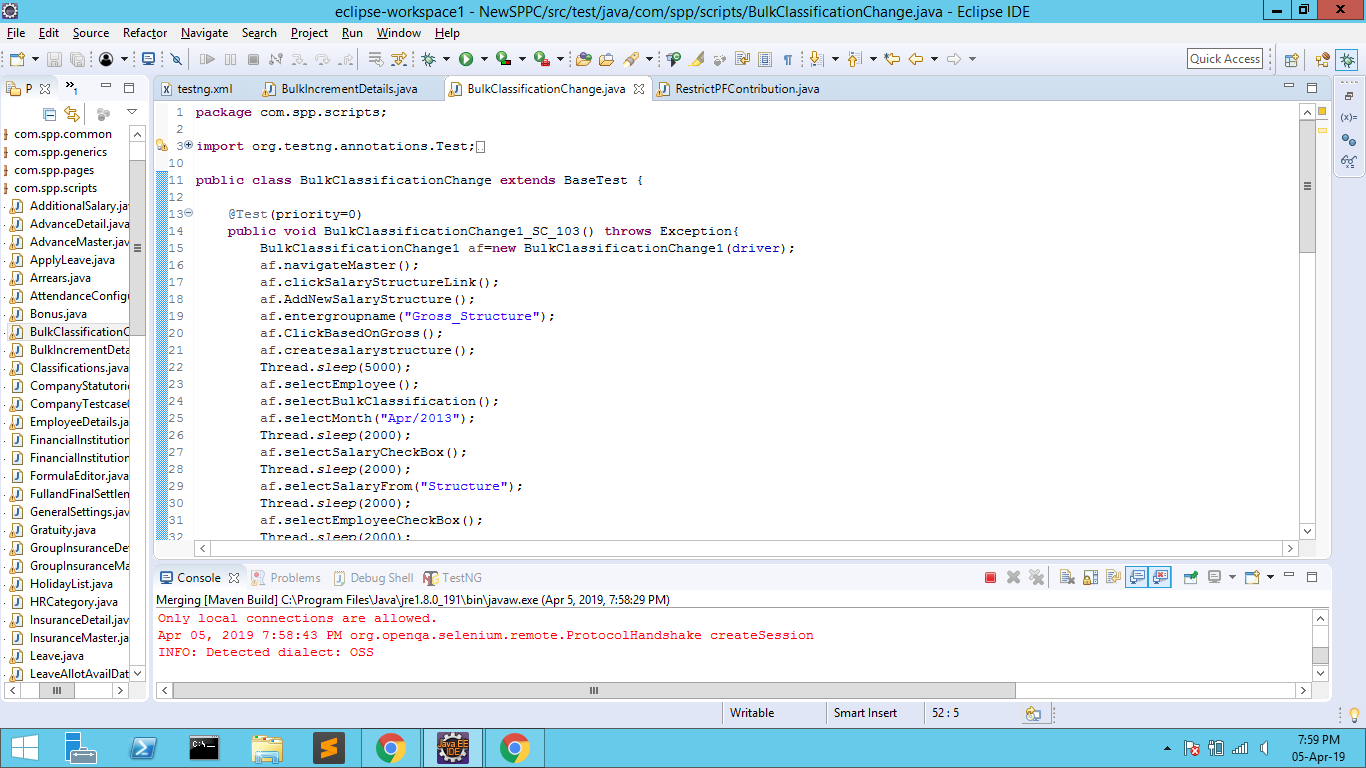 eclipse-workspace1 - NewSPPC/src/test/java/com/spp/scripts/BulkClassificationChange.java - Eclipse IDE
File Edit Source Refactor Navigate Search Project Run Window Help
Quick Access
P
1
testng.xml BulkIncrementDetails.java BulkClassificationChange.java RestrictPFContribution.java
com.spp.common
com.spp.generics
com.spp.pages
com.spp.scripts
AdditionalSalary.jav
AdvanceDetail.java
AdvanceMaster.jav
ApplyLeave.java
Arrears.java
AttendanceConfigu
Bonus.java
BulkClassificationC
BulkIncrementDeta
Classifications.java
CompanyStatutorie
CompanyTestcase
EmployeeDetails.ja
FinancialInstitution
FinancialInstitution
FormulaEditor.java
FullandFinalSettlem
GeneralSettings.jav
Gratuity.java
GroupInsuranceDe
GroupInsuranceMa
HolidayList.java
HRCategory.java
InsuranceDetail.jav
InsuranceMaster.ja
Leave.java
LeaveAllotAvailDat
1 package com.spp.scripts;
2
3 import org.testng.annotations.Test;
10
11 public class BulkClassificationChange extends BaseTest {
12
13 @Test(priority=0)
14 public void BulkClassificationChange1_SC_103() throws Exception{
15 BulkClassificationChange1 af=new BulkClassificationChange1(driver);
16 af.navigateMaster();
17 af.clickSalaryStructureLink();
18 af.AddNewSalaryStructure();
19 af.entergroupname("Gross_Structure");
20 af.ClickBasedOnGross();
21 af.createsalarystructure();
22 Thread.sleep(5000);
23 af.selectEmployee();
24 af.selectBulkClassification();
25 af.selectMonth("Apr/2013");
26 Thread.sleep(2000);
27 af.selectSalaryCheckBox();
28 Thread.sleep(2000);
29 af.selectSalaryFrom("Structure");
30 Thread.sleep(2000);
31 af.selectEmployeeCheckBox();
32 Thread.sleep(2000);
(x)=
Console Problems Debug Shell TestNG
Merging [Maven Build] C:\Program Files\Java\jre1.8.0_191\bin\javaw.exe (Apr 5, 2019, 7:58:29 PM)
Only local connections are allowed.
Apr 05, 2019 7:58:43 PM org.openqa.selenium.remote.ProtocolHandshake createSession
INFO: Detected dialect: OSS
Writable Smart Insert 52 : 5
Java EE
IDE
7:59 PM
05-Apr-19